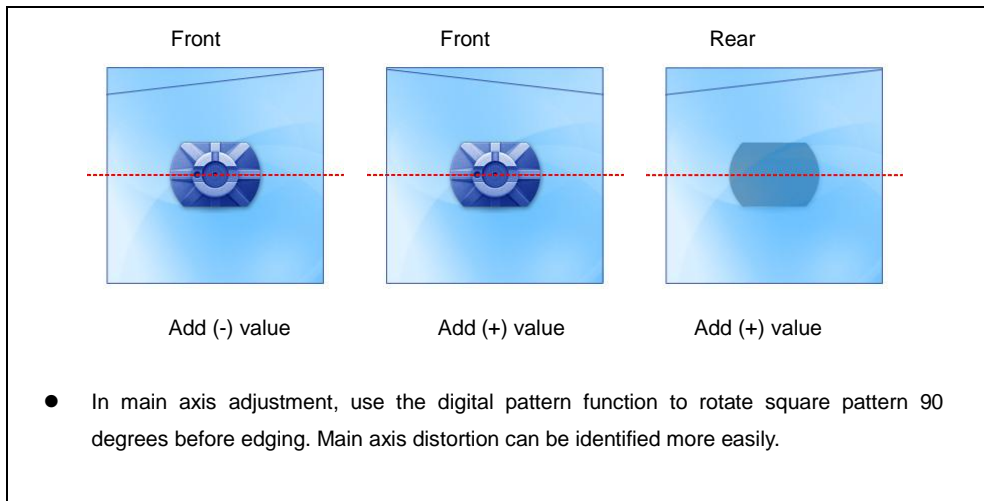 Front Front Rear
Add (-) value Add (+) value Add (+) value
● In main axis adjustment, use the digital pattern function to rotate square pattern 90
degrees before edging. Main axis distortion can be identified more easily.